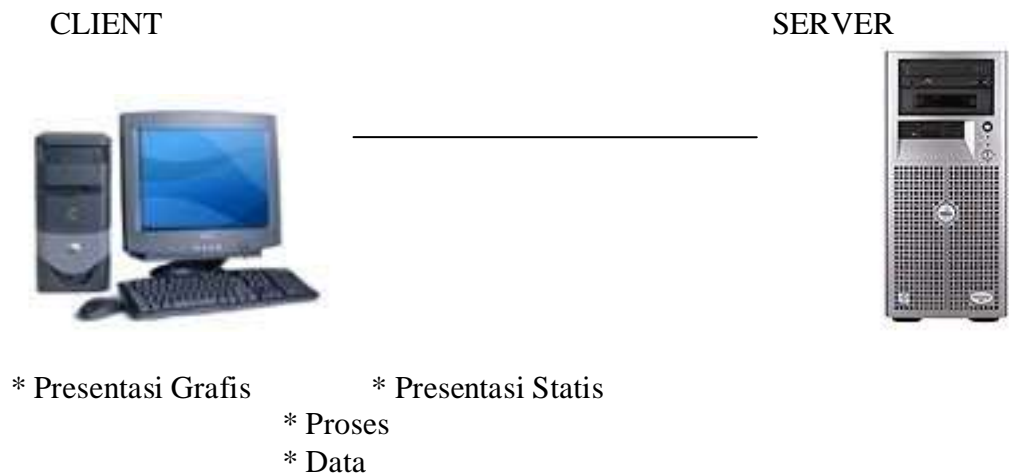 CLIENT SERVER
* Presentasi Grafis * Presentasi Statis
* Proses
* Data